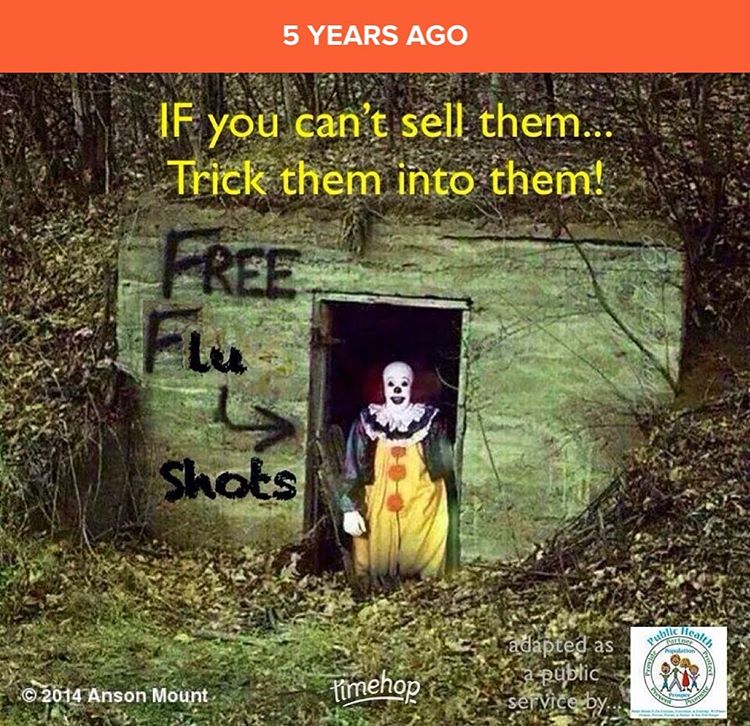 5 YEARS AGO
IF you can't sell them...
Trick them into them!
FREE
Flu
Shots
adapted as
a public
service by...
Public Health
Partner
Population
Prosper
Prevent
Promote
Provide
Protect
© 2014 Anson Mount
timehop